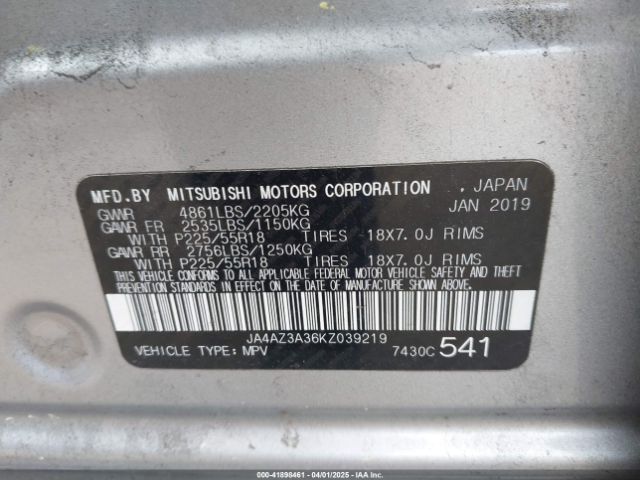 MFD.BY MITSUBISHI MOTORS CORPORATION , JAPAN
GVWR 4861LBS/2205KG JAN 2019
GAWR FR 2535LBS/1150KG
WITH P225/55R18 TIRES 18X7.0J RIMS
GAWR RR 2756LBS/1250KG
WITH P225/55R18 TIRES 18X7.0J RIMS
THIS VEHICLE CONFORMS TO ALL APPLICABLE FEDERAL MOTOR VEHICLE SAFETY AND THEFT
PREVENTION STANDARDS IN EFFECT ON THE DATE OF MANUFACTURE SHOWN ABOVE.
JA4AZ3A36KZ039219
VEHICLE TYPE: MPV 7430C 541
000-41898461 - 04/01/2025 - IAAI.COM